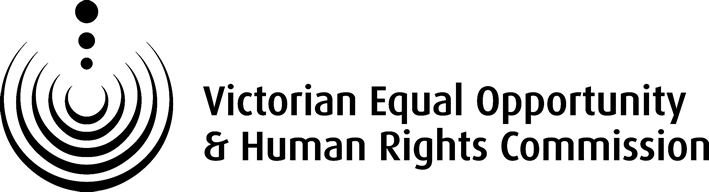 Victorian Equal Opportunity
& Human Rights Commission